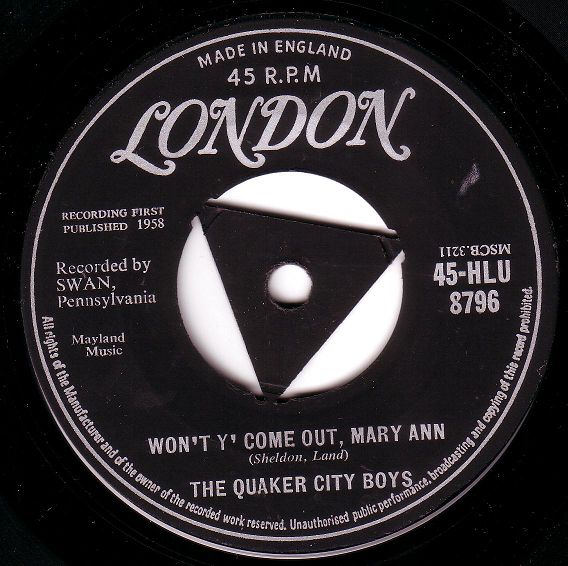 MADE IN ENGLAND
45 R.P.M
LONDON
RECORDING FIRST
PUBLISHED 1958
Recorded by
SWAN,
Pennsylvania
Mayland
Music
MSCB.3211
45-HLU
8796
WON'T Y' COME OUT, MARY ANN
(Sheldon, Land)
THE QUAKER CITY BOYS
All rights of the Manufacturer and of the owner of the recorded work reserved. Unauthorised public performance, broadcasting and copying of this record prohibited.